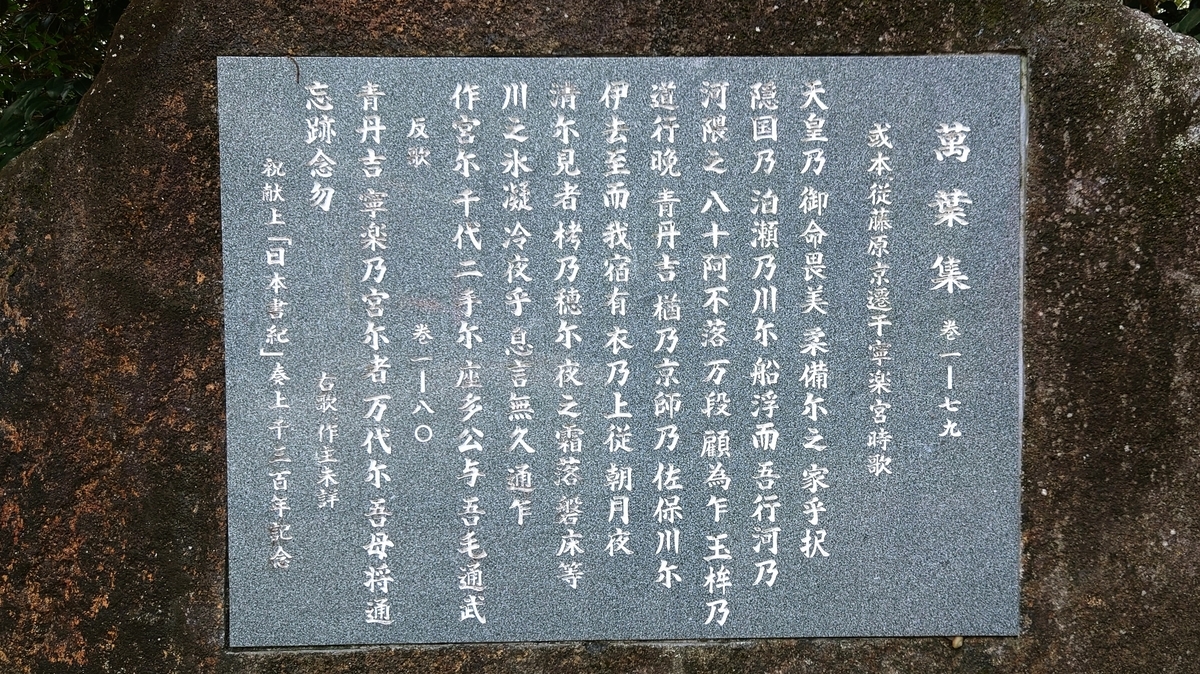 萬葉集 巻一ー七九
或本従藤原京遷于寧楽宮時歌
天皇乃 御命畏美 柔備尓之 家乎択
隠国乃 泊瀬乃川尓 船浮而 吾行河乃
河隈之 八十阿不落 万段 顧為乍 玉桙乃
道行晩 青丹吉 楢乃京師乃 佐保川尓
伊去至而 我宿有 衣乃上従 朝月夜
清尓見者 栲乃穂尓 夜之霜落 磐床等
川之氷凝 冷夜乎 息言無久 通乍
作宮尓 千代二手尓 座多公与 吾毛通武
反歌 巻一ー八〇
青丹吉 寧楽乃宮尓者 万代尓 吾母将通
忘跡念勿
右歌 作主未詳
祝献上「日本書紀」奏上千三百年記念